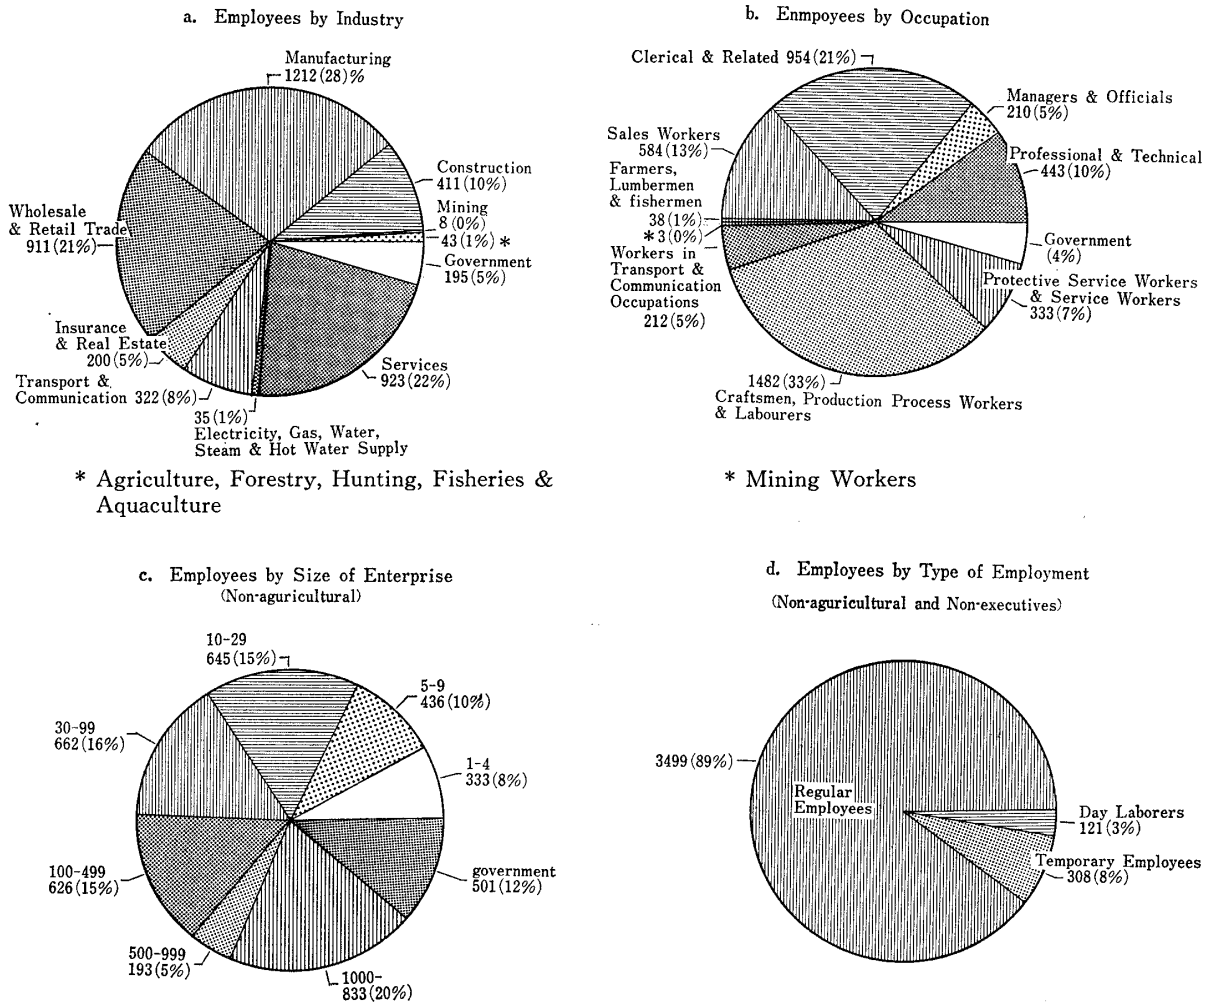 a. Employees by Industry
Manufacturing
1212(28)%
Construction
411(10%)
Mining
8(0%)
43(1%)*
Government
195(5%)
Services
923(22%)
35(1%)
Electricity, Gas, Water,
Steam & Hot Water Supply
Transport &
Communication 322(8%)
Insurance
& Real Estate
200(5%)
Wholesale
& Retail Trade
911(21%)
* Agriculture, Forestry, Hunting, Fisheries &
Aquaculture
b. Enmpoyees by Occupation
Clerical & Related 954(21%)
Managers & Officials
210(5%)
Professional & Technical
443(10%)
Government
(4%)
Protective Service Workers
& Service Workers
333(7%)
1482(33%)
Craftsmen, Production Process Workers
& Labourers
Sales Workers
584(13%)
Farmers,
Lumbermen
& fishermen
38(1%)
*3(0%)
Workers in
Transport &
Communication
Occupations
212(5%)
* Mining Workers
c. Employees by Size of Enterprise
(Non-aguricultural)
10-29
645(15%)
5-9
436(10%)
1-4
333(8%)
government
501(12%)
1000-
833(20%)
500-999
193(5%)
100-499
626(15%)
30-99
662(16%)
d. Employees by Type of Employment
(Non-aguricultural and Non-executives)
3499(89%)
Regular
Employees
Day Laborers
121(3%)
Temporary Employees
308(8%)